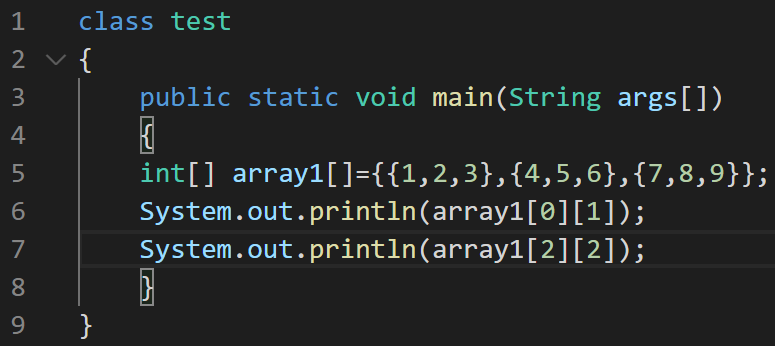 1 class test
2 {
3 public static void main(String args[])
4 {
5 int[] array1[]={{1,2,3},{4,5,6},{7,8,9}};
6 System.out.println(array1[0][1]);
7 System.out.println(array1[2][2]);
8 }
9 }